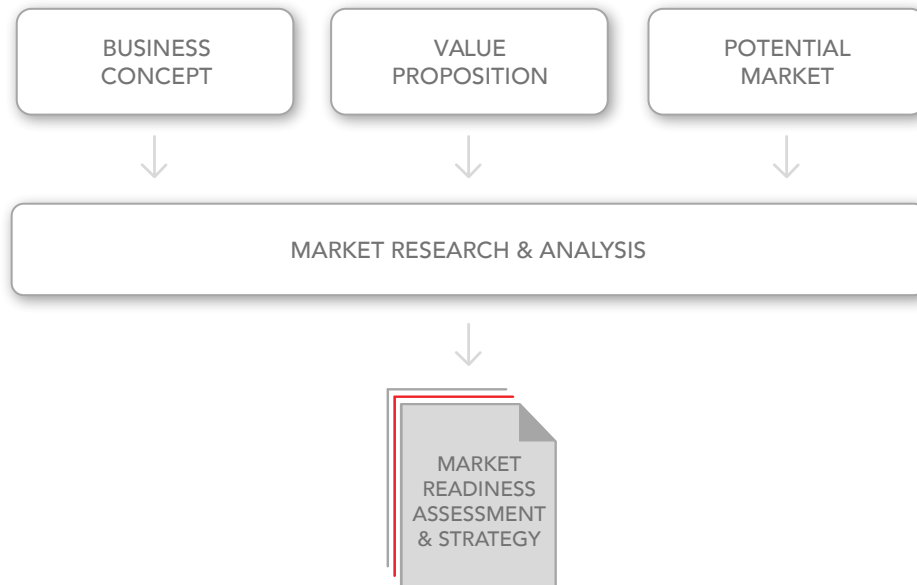 BUSINESS
CONCEPT
VALUE
PROPOSITION
POTENTIAL
MARKET
MARKET RESEARCH & ANALYSIS
MARKET
READINESS
ASSESSMENT
& STRATEGY